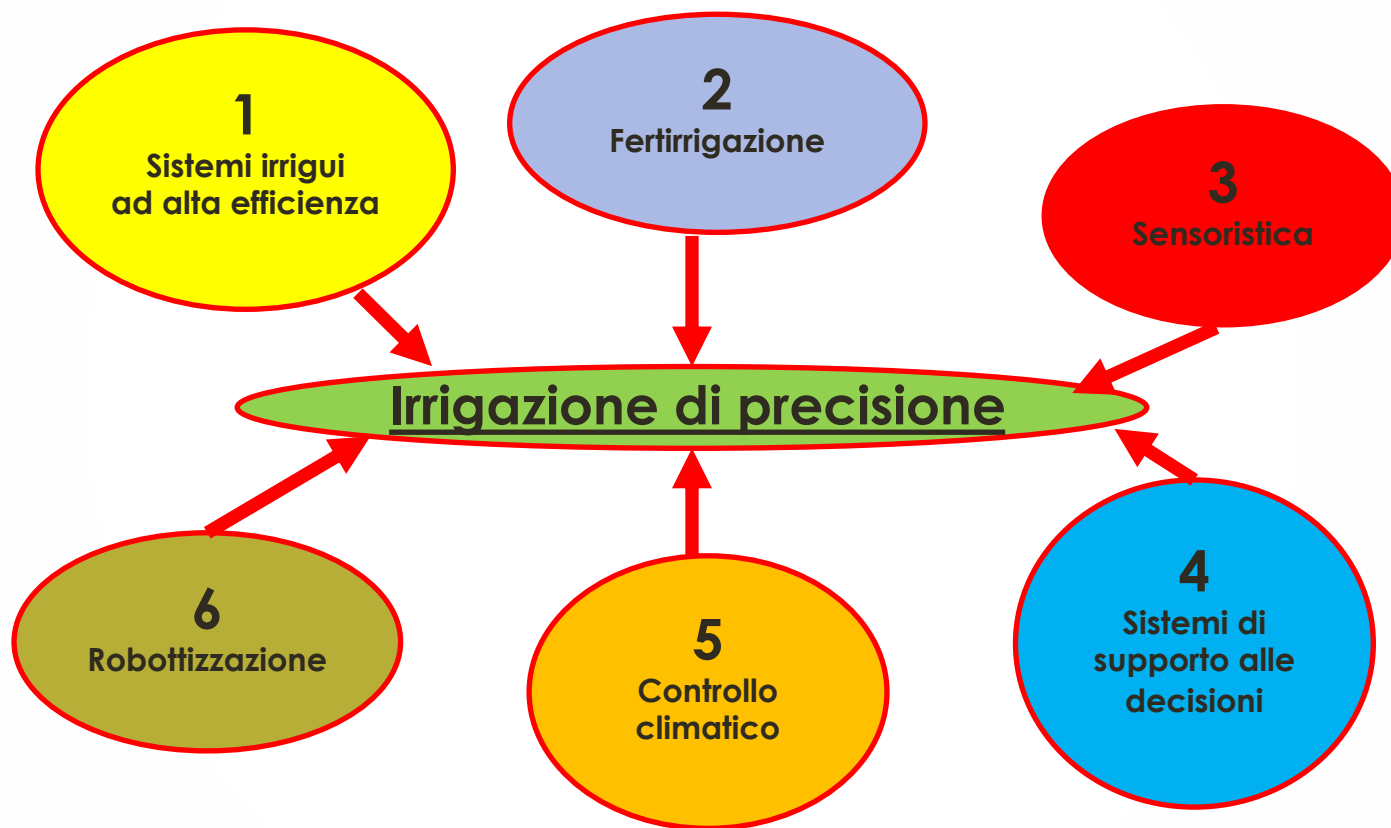 1
Sistemi irrigui
ad alta efficienza
2
Fertirrigazione
3
Sensoristica
Irrigazione di precisione
6
Robottizzazione
5
Controllo
climatico
4
Sistemi di
supporto alle
decisioni